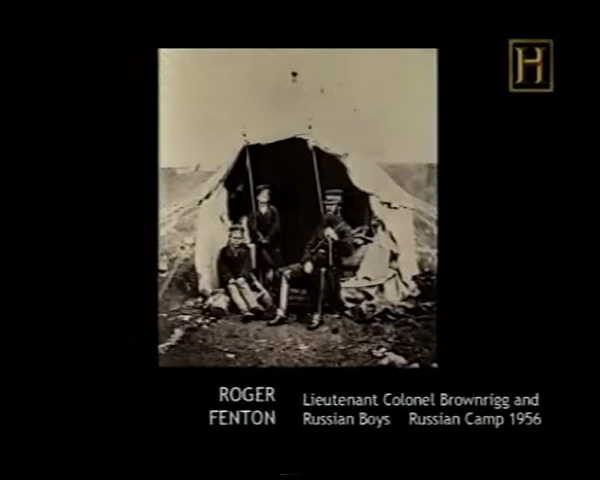 H
ROGER
FENTON
Lieutenant Colonel Brownrigg and
Russian Boys Russian Camp 1956